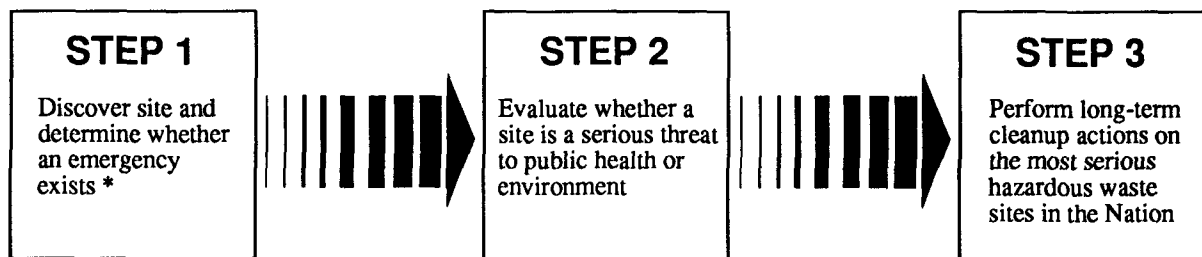 STEP 1
Discover site and
determine whether
an emergency
exists *
STEP 2
Evaluate whether a
site is a serious threat
to public health or
environment
STEP 3
Perform long-term
cleanup actions on
the most serious
hazardous waste
sites in the Nation